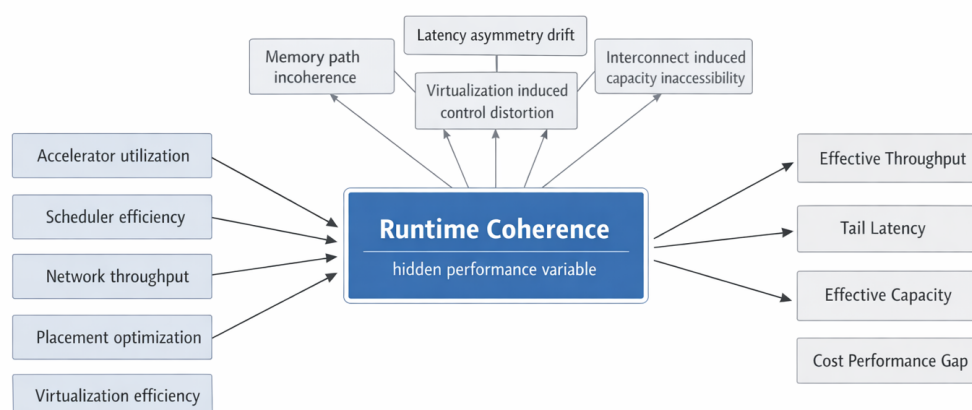 Latency asymmetry drift
Memory path
incoherence
Interconnect induced
capacity inaccessibility
Virtualization induced
control distortion
Accelerator utilization
Scheduler efficiency
Network throughput
Placement optimization
Virtualization efficiency
Runtime Coherence
hidden performance variable
Effective Throughput
Tail Latency
Effective Capacity
Cost Performance Gap